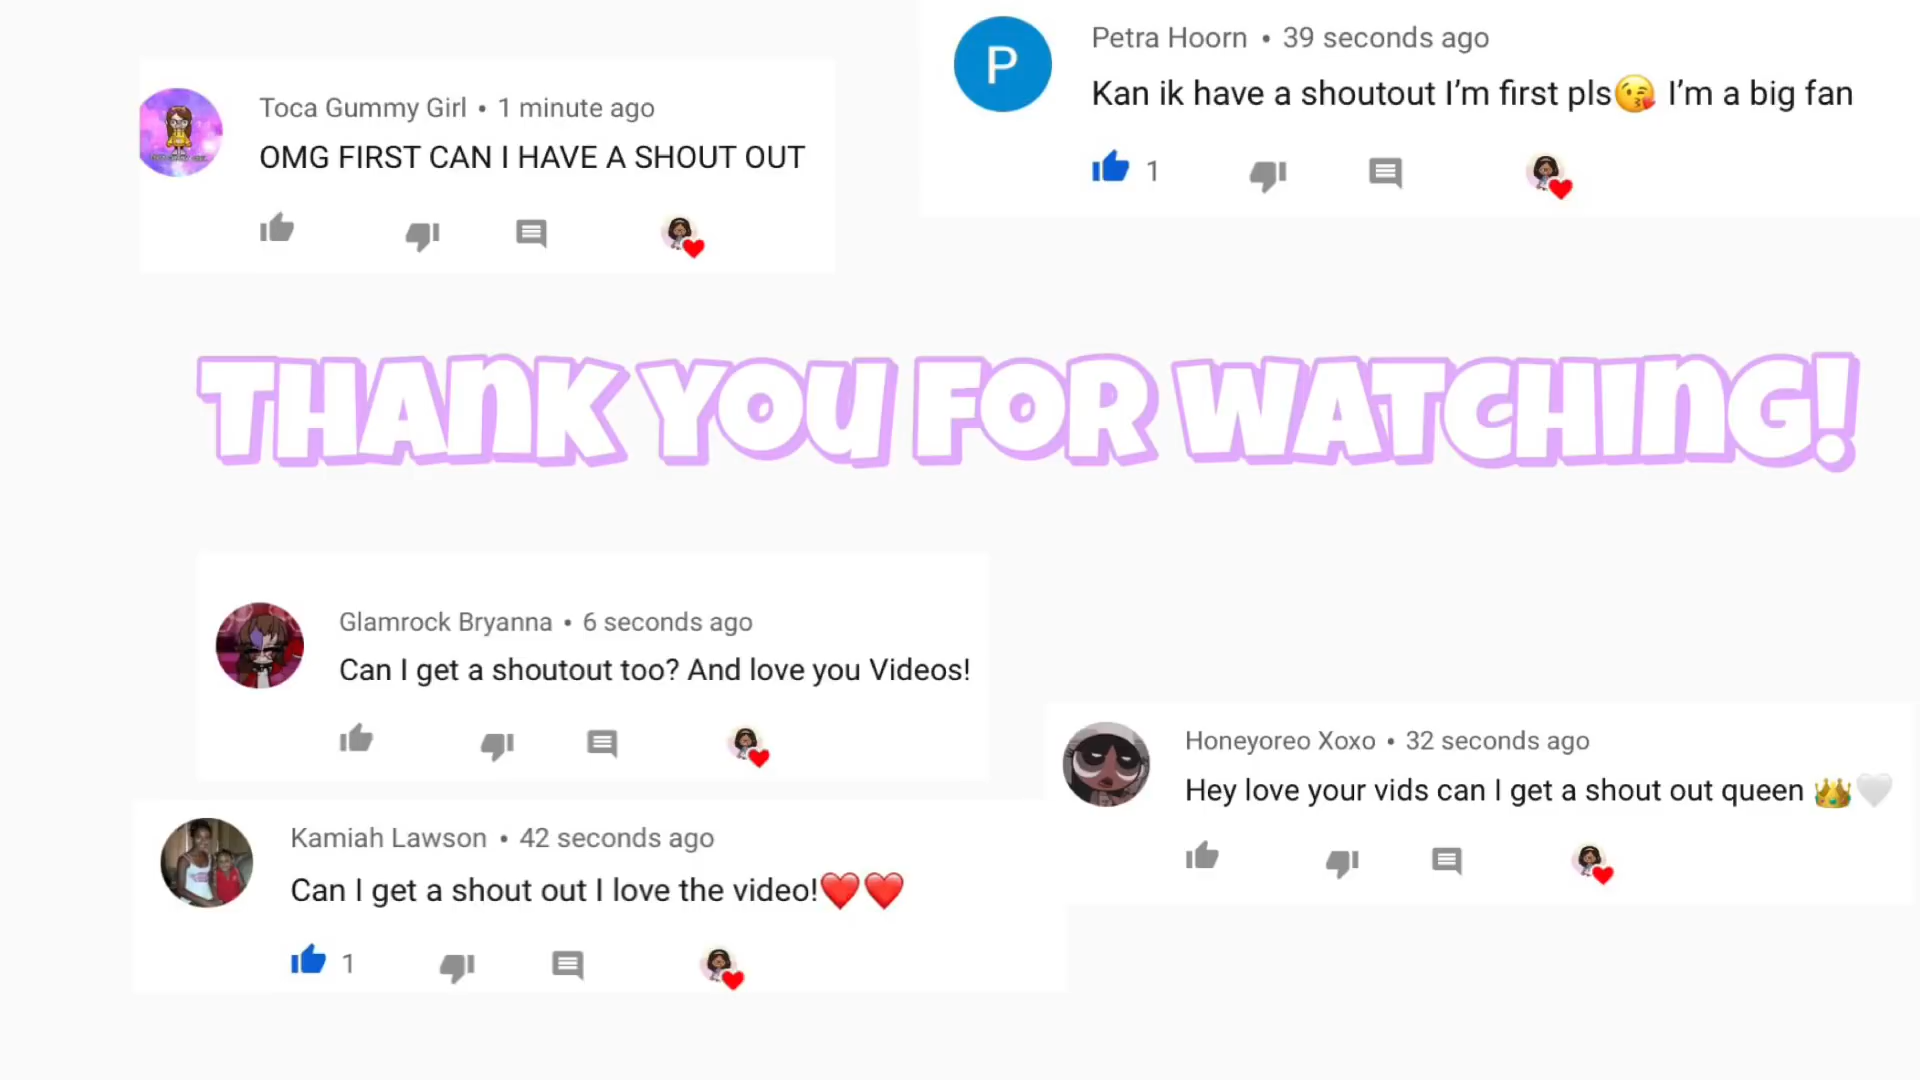 Petra Hoorn • 39 seconds ago
P
Kan ik have a shoutout I'm first pls😘 I'm a big fan
1
Toca Gummy Girl • 1 minute ago
OMG FIRST CAN I HAVE A SHOUT OUT
THANK YOU FOR WATCHING!
Glamrock Bryanna • 6 seconds ago
Can I get a shoutout too? And love you Videos!
Honeyoreo Xoxo • 32 seconds ago
Hey love your vids can I get a shout out queen 👑🤍
Kamiah Lawson • 42 seconds ago
Can I get a shout out I love the video!❤️❤️
1